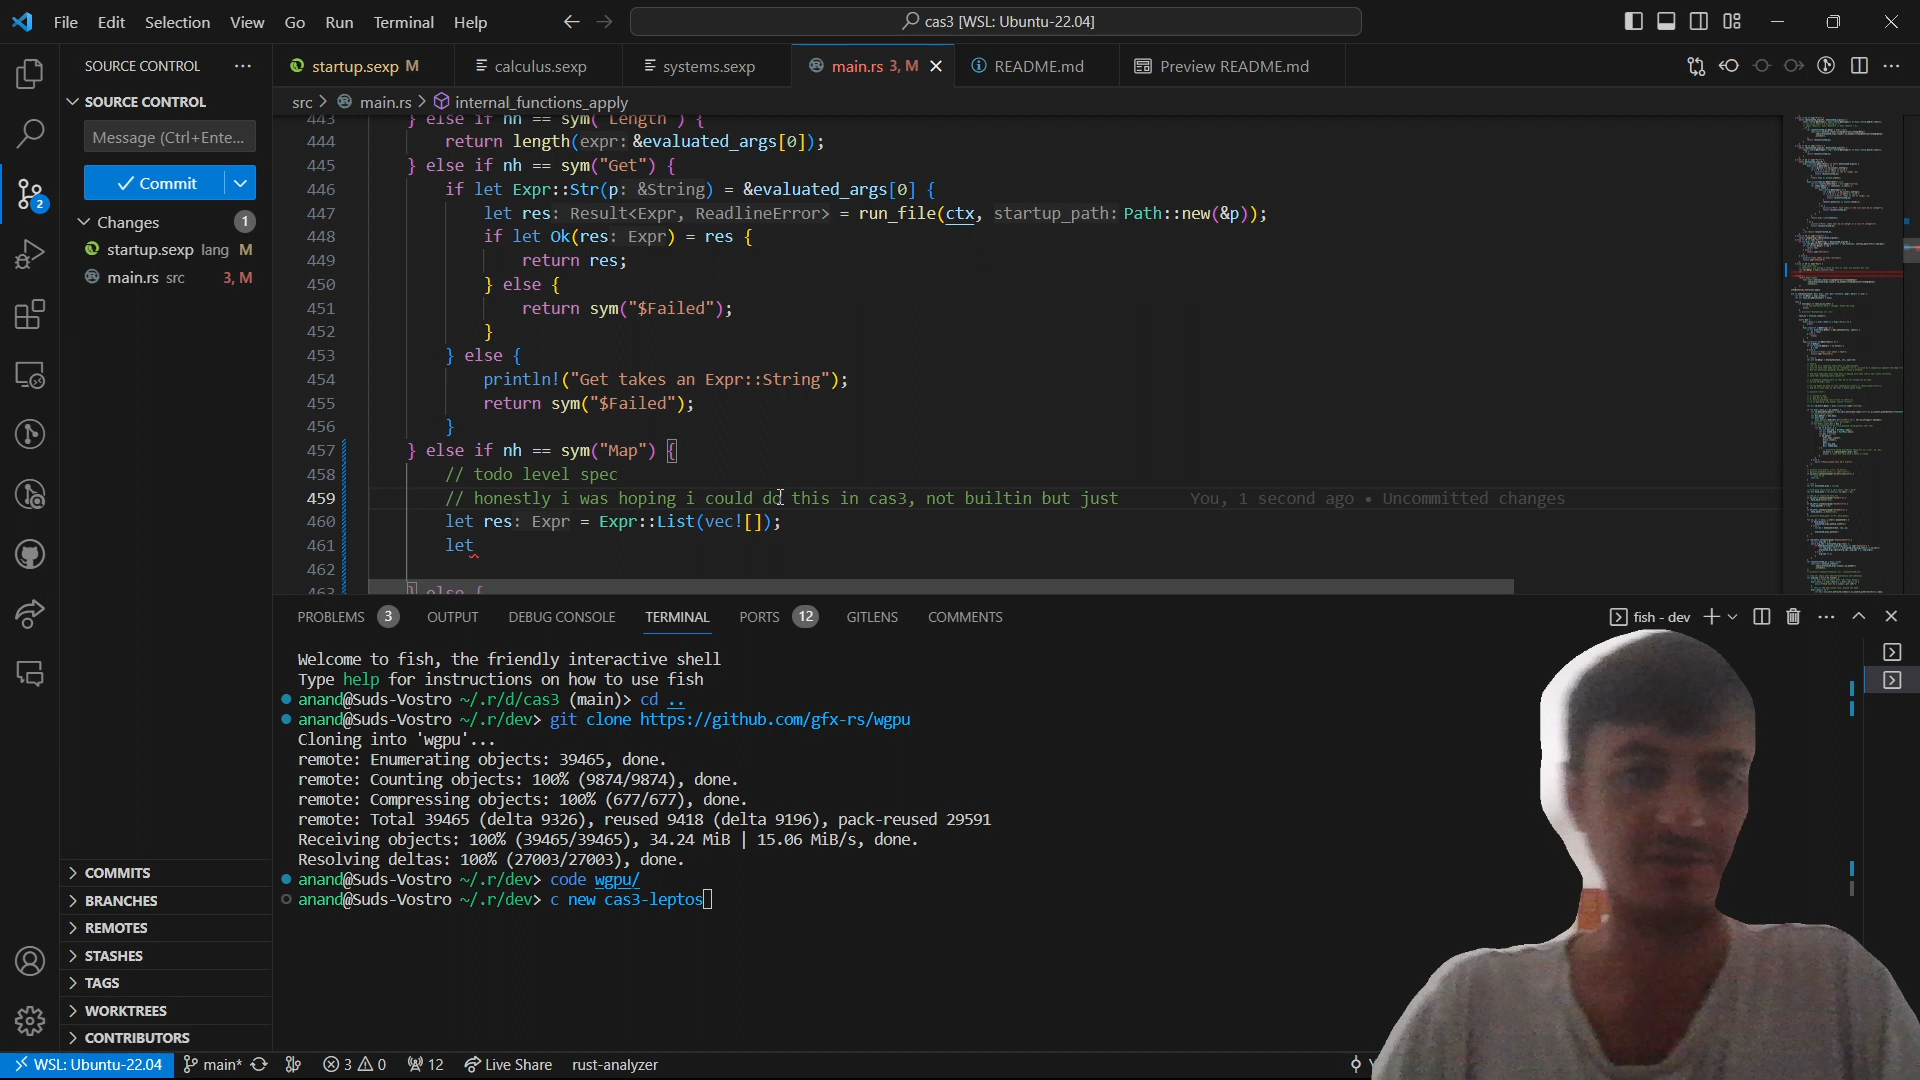 File Edit Selection View Go Run Terminal Help
cas3 [WSL: Ubuntu-22.04]
SOURCE CONTROL
startup.sexp M
calculus.sexp
systems.sexp
main.rs 3, M
README.md
Preview README.md
SOURCE CONTROL
src > main.rs > internal_functions_apply
Message (Ctrl+Ente...
Commit
Changes 1
startup.sexp lang M
main.rs src 3, M
2
443 } else if nh == sym("Length") {
444 return length(expr: &evaluated_args[0]);
445 } else if nh == sym("Get") {
446 if let Expr::Str(p: &String) = &evaluated_args[0] {
447 let res: Result<Expr, ReadlineError> = run_file(ctx, startup_path: Path::new(&p));
448 if let Ok(res: Expr) = res {
449 return res;
450 } else {
451 return sym("$Failed");
452 }
453 } else {
454 println!("Get takes an Expr::String");
455 return sym("$Failed");
456 }
457 } else if nh == sym("Map") {
458 // todo level spec
459 // honestly i was hoping i could do this in cas3, not builtin but just You, 1 second ago • Uncommitted changes
460 let res: Expr = Expr::List(vec![]);
461 let
462
463 } else {
PROBLEMS 3 OUTPUT DEBUG CONSOLE TERMINAL PORTS 12 GITLENS COMMENTS
fish - dev
Welcome to fish, the friendly interactive shell
Type help for instructions on how to use fish
anand@Suds-Vostro ~/.r/d/cas3 (main)> cd ..
anand@Suds-Vostro ~/.r/dev> git clone https://github.com/gfx-rs/wgpu
Cloning into 'wgpu'...
remote: Enumerating objects: 39465, done.
remote: Counting objects: 100% (9874/9874), done.
remote: Compressing objects: 100% (677/677), done.
remote: Total 39465 (delta 9326), reused 9418 (delta 9196), pack-reused 29591
Receiving objects: 100% (39465/39465), 34.24 MiB | 15.06 MiB/s, done.
Resolving deltas: 100% (27003/27003), done.
anand@Suds-Vostro ~/.r/dev> code wgpu/
anand@Suds-Vostro ~/.r/dev> c new cas3-leptos
COMMITS
BRANCHES
REMOTES
STASHES
TAGS
WORKTREES
CONTRIBUTORS
WSL: Ubuntu-22.04 main* 3 0 12 Live Share rust-analyzer